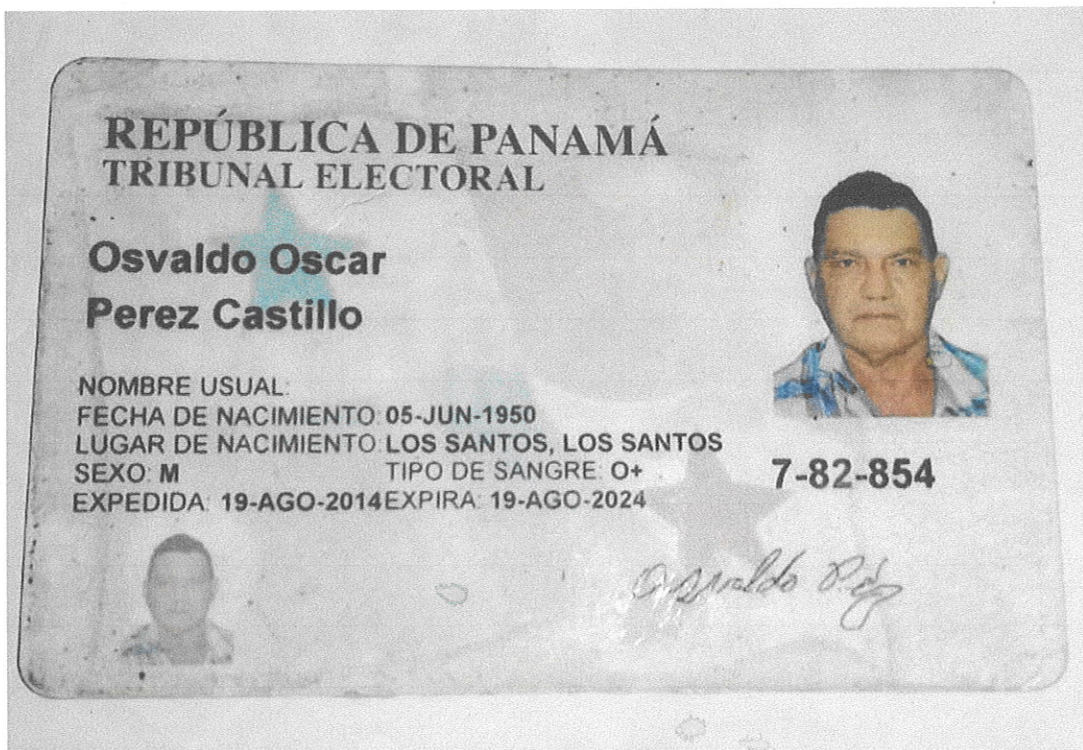 REPÚBLICA DE PANAMÁ
TRIBUNAL ELECTORAL
Osvaldo Oscar
Perez Castillo
NOMBRE USUAL:
FECHA DE NACIMIENTO: 05-JUN-1950
LUGAR DE NACIMIENTO: LOS SANTOS, LOS SANTOS
SEXO: M TIPO DE SANGRE: O+
EXPEDIDA: 19-AGO-2014 EXPIRA: 19-AGO-2024
7-82-854
Osvaldo